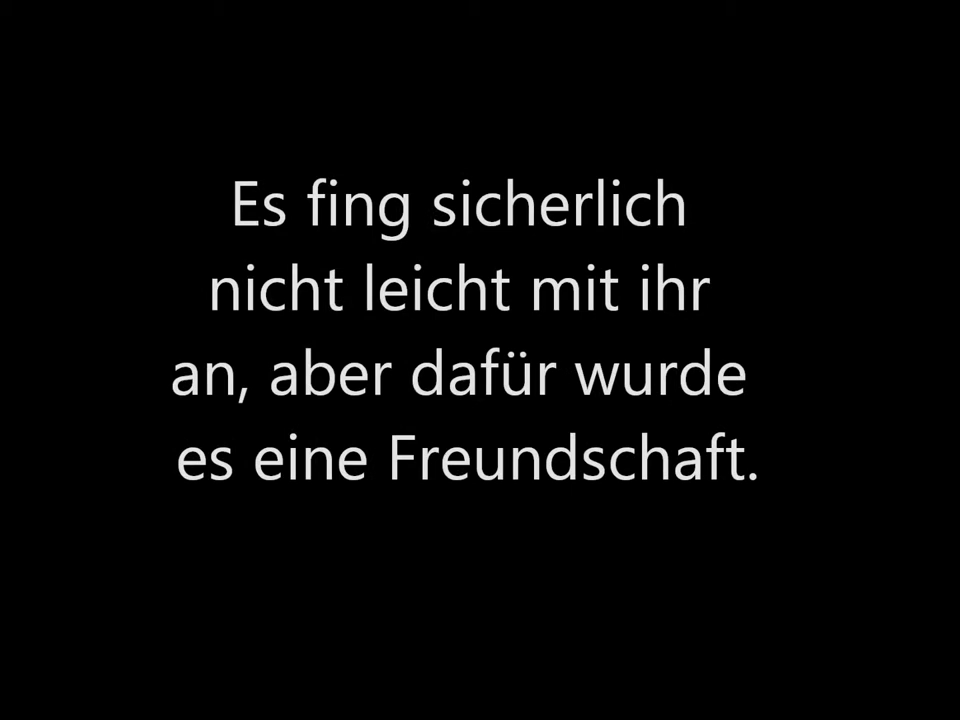 Es fing sicherlich
nicht leicht mit ihr
an, aber dafür wurde
es eine Freundschaft.